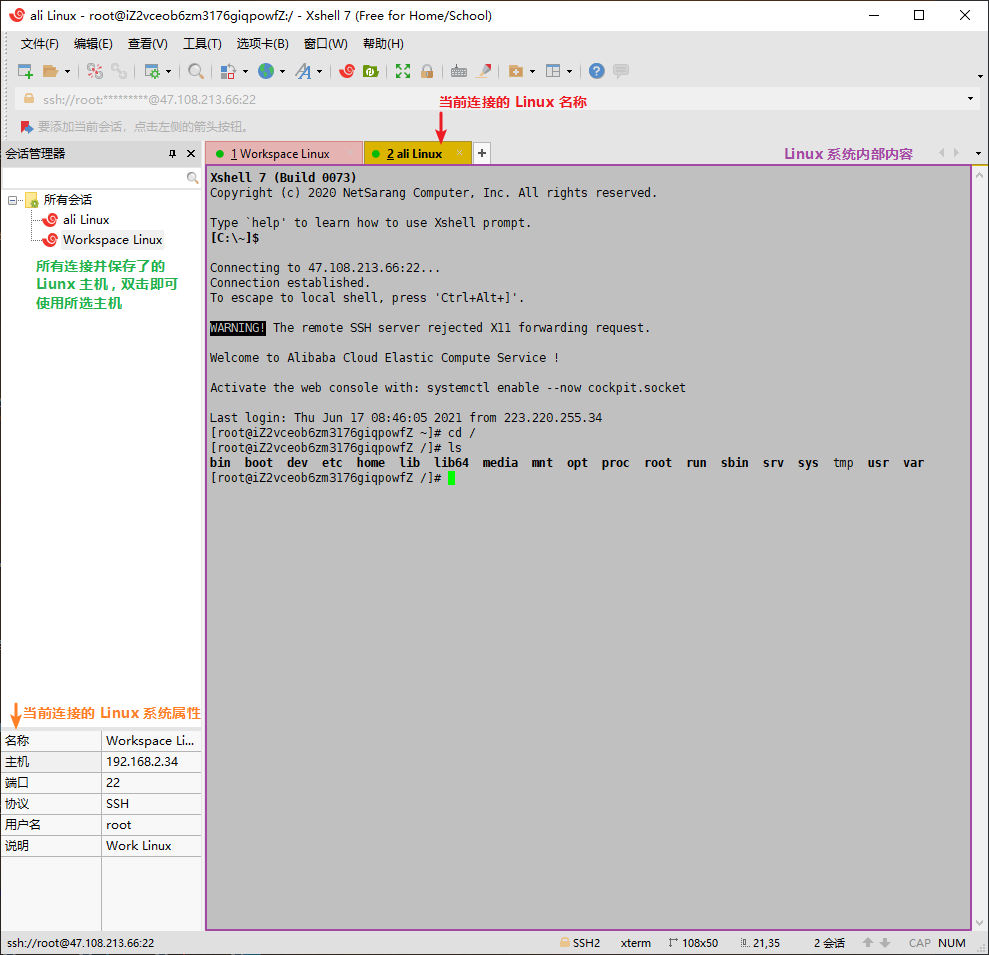 ali Linux - root@iZ2vceob6zm3176giqpowfZ:/ - Xshell 7 (Free for Home/School)
文件(F) 编辑(E) 查看(V) 工具(T) 选项卡(B) 窗口(W) 帮助(H)
ssh://root:*********@47.108.213.66:22
当前连接的 Linux 名称
要添加当前会话，点击左侧的箭头按钮。
会话管理器
1 Workspace Linux
2 ali Linux
+
Linux 系统内部内容
所有会话
ali Linux
Workspace Linux
所有连接并保存了的
Liunx 主机，双击即可
使用所选主机
Xshell 7 (Build 0073)
Copyright (c) 2020 NetSarang Computer, Inc. All rights reserved.
Type `help' to learn how to use Xshell prompt.
[C:\~]$
Connecting to 47.108.213.66:22...
Connection established.
To escape to local shell, press 'Ctrl+Alt+]'.
WARNING! The remote SSH server rejected X11 forwarding request.
Welcome to Alibaba Cloud Elastic Compute Service !
Activate the web console with: systemctl enable --now cockpit.socket
Last login: Thu Jun 17 08:46:05 2021 from 223.220.255.34
[root@iZ2vceob6zm3176giqpowfZ ~]# cd /
[root@iZ2vceob6zm3176giqpowfZ /]# ls
bin boot dev etc home lib lib64 media mnt opt proc root run sbin srv sys tmp usr var
[root@iZ2vceob6zm3176giqpowfZ /]#
当前连接的 Linux 系统属性
名称 Workspace Li...
主机 192.168.2.34
端口 22
协议 SSH
用户名 root
说明 Work Linux
ssh://root@47.108.213.66:22 SSH2 xterm 108x50 21,35 2 会话 CAP NUM